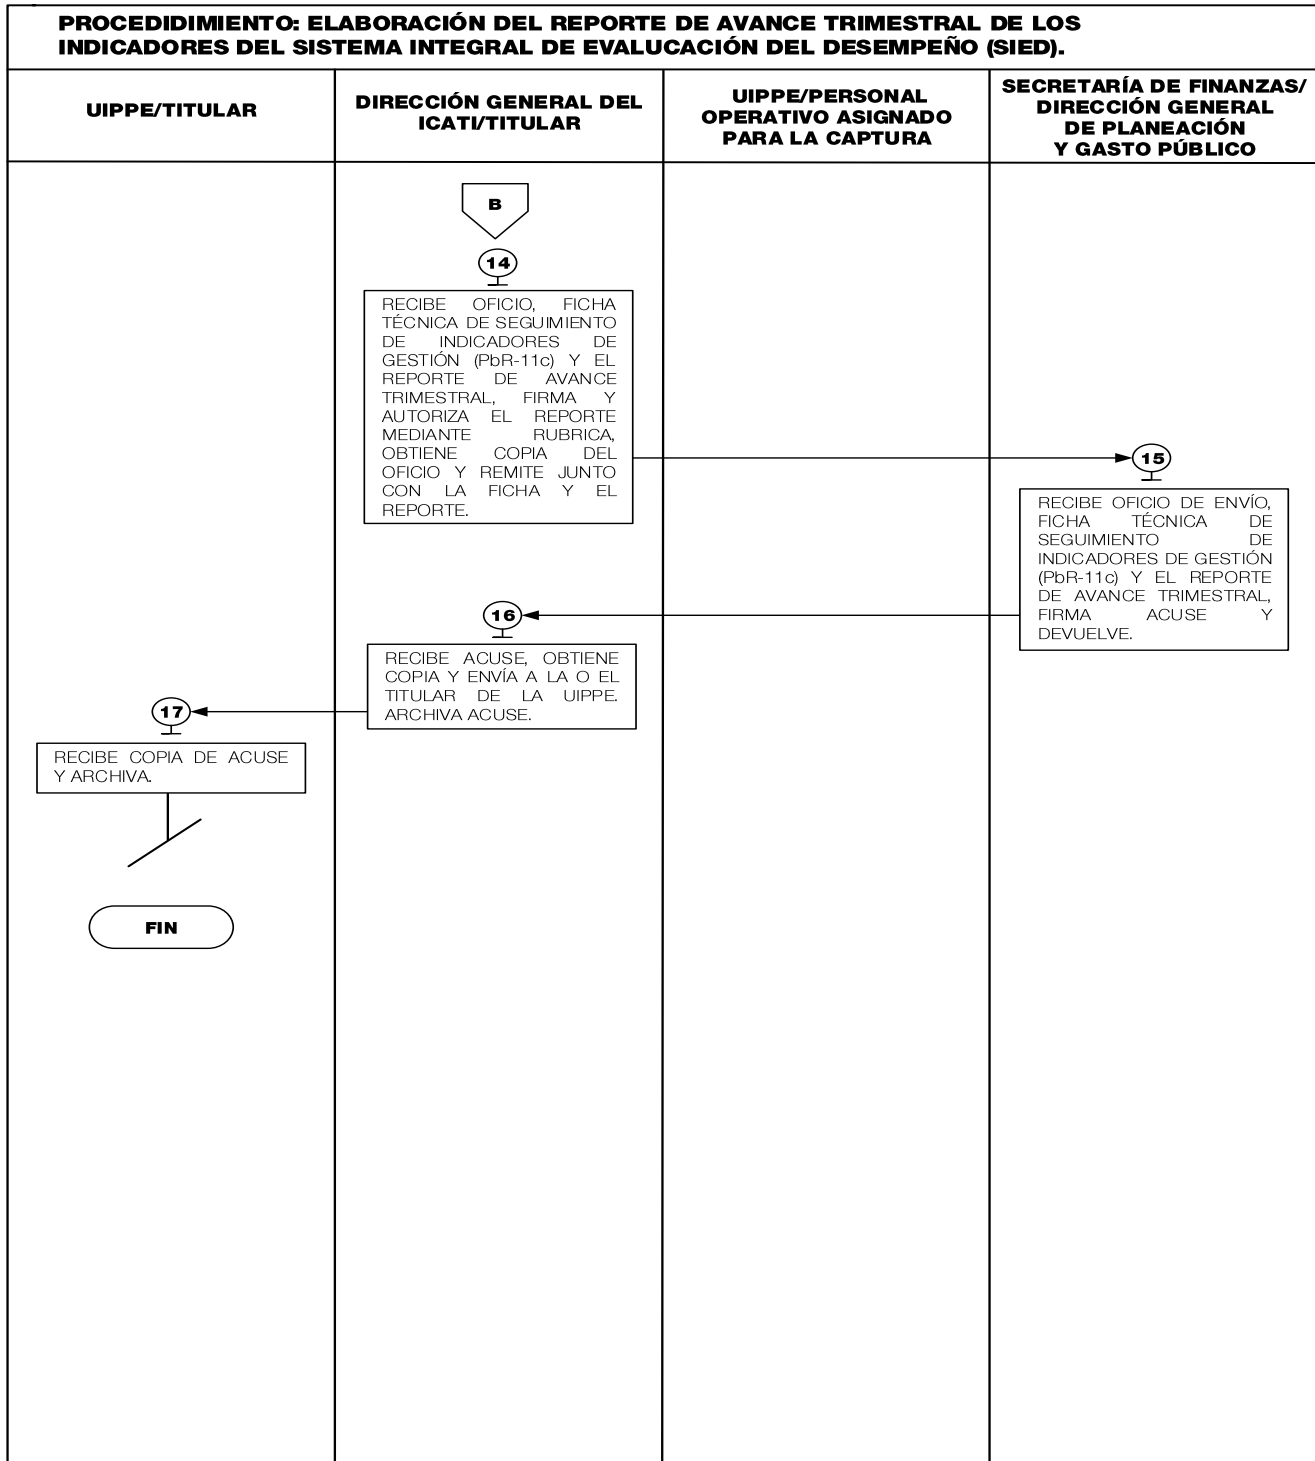 PROCEDIDIMIENTO: ELABORACIÓN DEL REPORTE DE AVANCE TRIMESTRAL DE LOS
INDICADORES DEL SISTEMA INTEGRAL DE EVALUCACIÓN DEL DESEMPEÑO (SIED).
UIPPE/TITULAR
DIRECCIÓN GENERAL DEL
ICATI/TITULAR
UIPPE/PERSONAL
OPERATIVO ASIGNADO
PARA LA CAPTURA
SECRETARÍA DE FINANZAS/
DIRECCIÓN GENERAL
DE PLANEACIÓN
Y GASTO PÚBLICO
B
14
RECIBE OFICIO, FICHA
TÉCNICA DE SEGUIMIENTO
DE INDICADORES DE
GESTIÓN (PbR-11c) Y EL
REPORTE DE AVANCE
TRIMESTRAL, FIRMA Y
AUTORIZA EL REPORTE
MEDIANTE RUBRICA,
OBTIENE COPIA DEL
OFICIO Y REMITE JUNTO
CON LA FICHA Y EL
REPORTE.
15
RECIBE OFICIO DE ENVÍO,
FICHA TÉCNICA DE
SEGUIMIENTO DE
INDICADORES DE GESTIÓN
(PbR-11c) Y EL REPORTE
DE AVANCE TRIMESTRAL,
FIRMA ACUSE Y
DEVUELVE.
16
RECIBE ACUSE, OBTIENE
COPIA Y ENVÍA A LA O EL
TITULAR DE LA UIPPE.
ARCHIVA ACUSE.
17
RECIBE COPIA DE ACUSE
Y ARCHIVA.
FIN